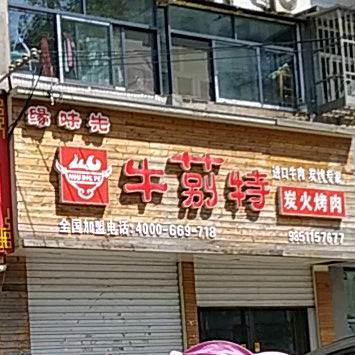 缘味先
牛荔特
进口牛肉 炭烤专家
炭火烤肉
全国加盟电话:4000-669-718
9851157677